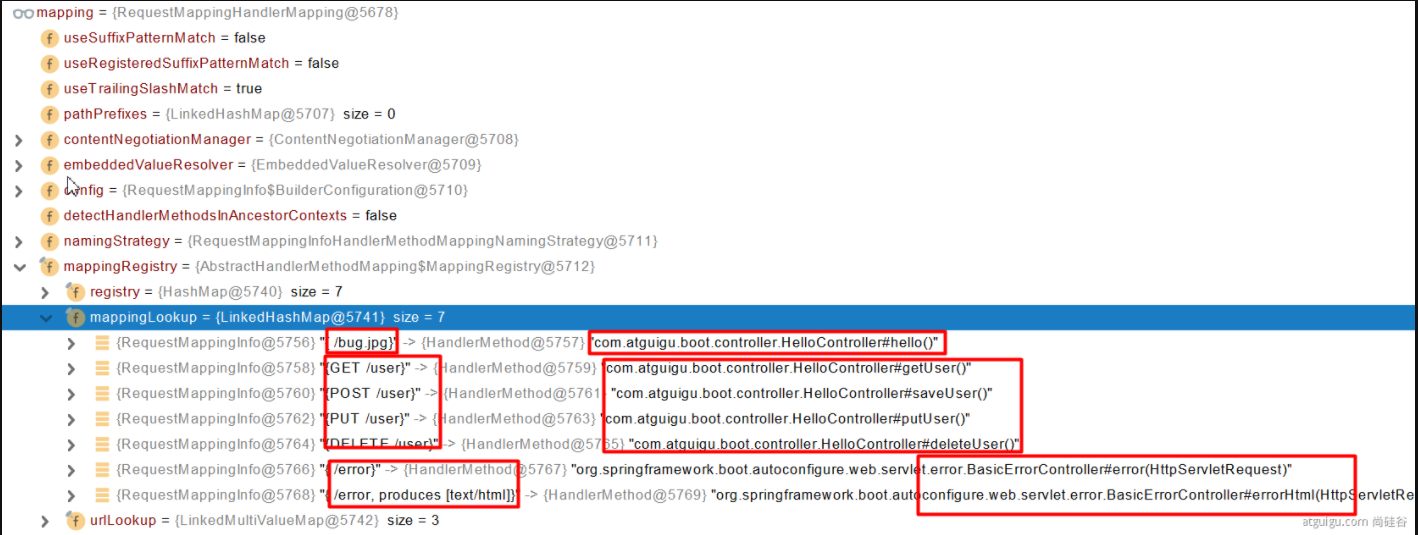 mapping = {RequestMappingHandlerMapping@5678}
f useSuffixPatternMatch = false
f useRegisteredSuffixPatternMatch = false
f useTrailingSlashMatch = true
f pathPrefixes = {LinkedHashMap@5707} size = 0
f contentNegotiationManager = {ContentNegotiationManager@5708}
f embeddedValueResolver = {EmbeddedValueResolver@5709}
f config = {RequestMappingInfo$BuilderConfiguration@5710}
f detectHandlerMethodsInAncestorContexts = false
f namingStrategy = {RequestMappingInfoHandlerMethodMappingNamingStrategy@5711}
f mappingRegistry = {AbstractHandlerMethodMapping$MappingRegistry@5712}
f registry = {HashMap@5740} size = 7
f mappingLookup = {LinkedHashMap@5741} size = 7
{RequestMappingInfo@5756} "{ /bug.jpg}" -> {HandlerMethod@5757} "com.atguigu.boot.controller.HelloController#hello()"
{RequestMappingInfo@5758} "{GET /user}" -> {HandlerMethod@5759} "com.atguigu.boot.controller.HelloController#getUser()"
{RequestMappingInfo@5760} "{POST /user}" -> {HandlerMethod@5761} "com.atguigu.boot.controller.HelloController#saveUser()"
{RequestMappingInfo@5762} "{PUT /user}" -> {HandlerMethod@5763} "com.atguigu.boot.controller.HelloController#putUser()"
{RequestMappingInfo@5764} "{DELETE /user}" -> {HandlerMethod@5765} "com.atguigu.boot.controller.HelloController#deleteUser()"
{RequestMappingInfo@5766} "{ /error}" -> {HandlerMethod@5767} "org.springframework.boot.autoconfigure.web.servlet.error.BasicErrorController#error(HttpServletRequest)"
{RequestMappingInfo@5768} "{ /error, produces [text/html]}" -> {HandlerMethod@5769} "org.springframework.boot.autoconfigure.web.servlet.error.BasicErrorController#errorHtml(HttpServletRe
f urlLookup = {LinkedMultiValueMap@5742} size = 3
atguigu.com 尚硅谷